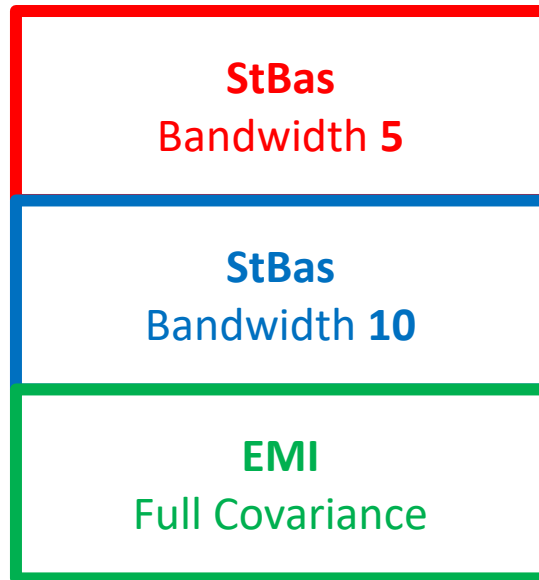 StBas
Bandwidth 5
StBas
Bandwidth 10
EMI
Full Covariance